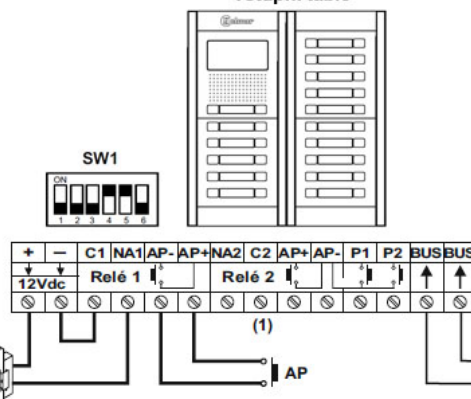 Golmar
SW1
ON
1 2 3 4 5 6
+ — C1 NA1 AP- AP+ NA2 C2 AP+ AP- P1 P2 BUS BUS
12Vdc Relé 1 Relé 2
(1)
AP